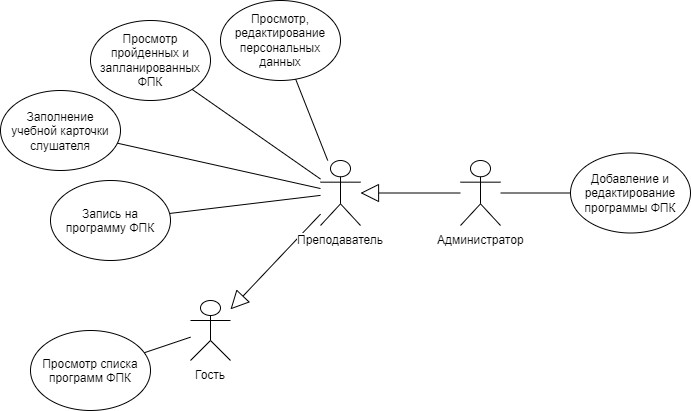 Просмотр,
редактирование
персональных
данных
Просмотр
пройденных и
запланированных
ФПК
Заполнение
учебной карточки
слушателя
Запись на
программу ФПК
Преподаватель
Администратор
Добавление и
редактирование
программы ФПК
Просмотр списка
программ ФПК
Гость